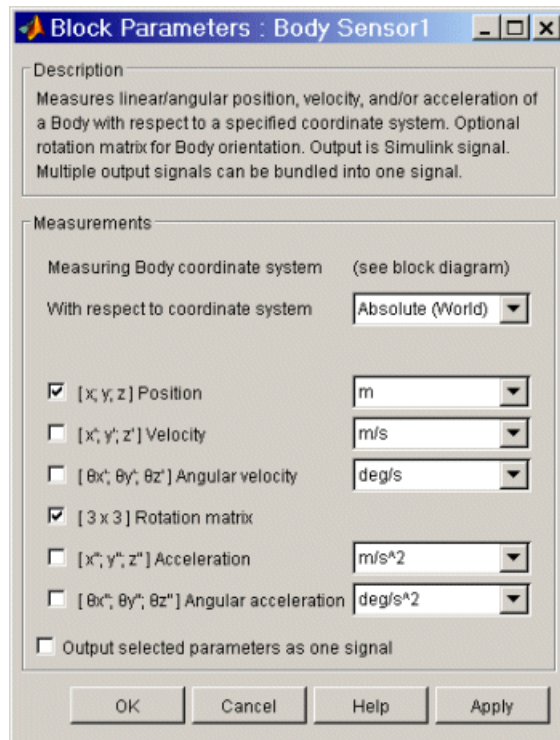 Block Parameters : Body Sensor1
Description
Measures linear/angular position, velocity, and/or acceleration of
a Body with respect to a specified coordinate system. Optional
rotation matrix for Body orientation. Output is Simulink signal.
Multiple output signals can be bundled into one signal.
Measurements
Measuring Body coordinate system (see block diagram)
With respect to coordinate system Absolute (World)
[ x; y; z ] Position m
[ x'; y'; z' ] Velocity m/s
[ θx'; θy'; θz' ] Angular velocity deg/s
[ 3 x 3 ] Rotation matrix
[ x''; y''; z'' ] Acceleration m/s^2
[ θx''; θy''; θz'' ] Angular acceleration deg/s^2
Output selected parameters as one signal
OK Cancel Help Apply